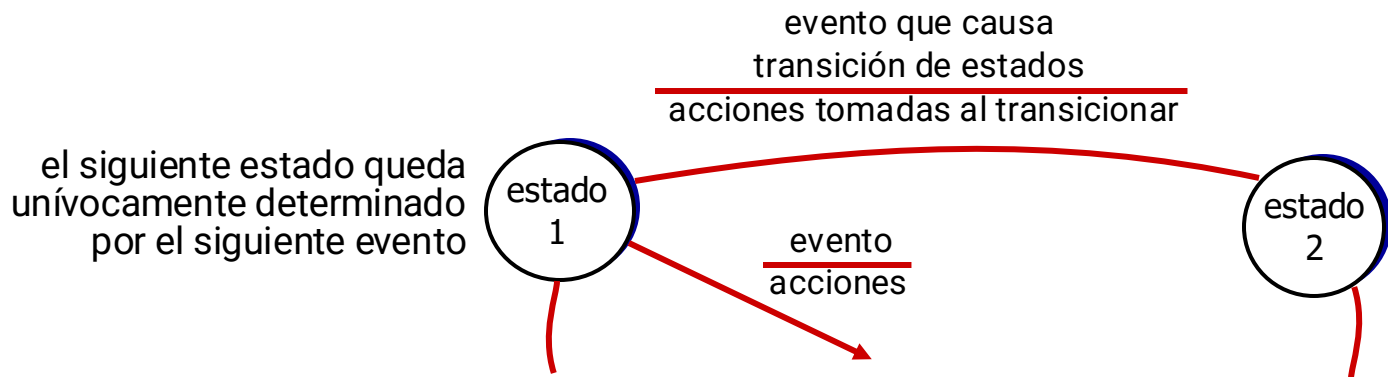 evento que causa
transición de estados
acciones tomadas al transicionar
el siguiente estado queda
unívocamente determinado
por el siguiente evento
estado
1
evento
acciones
estado
2